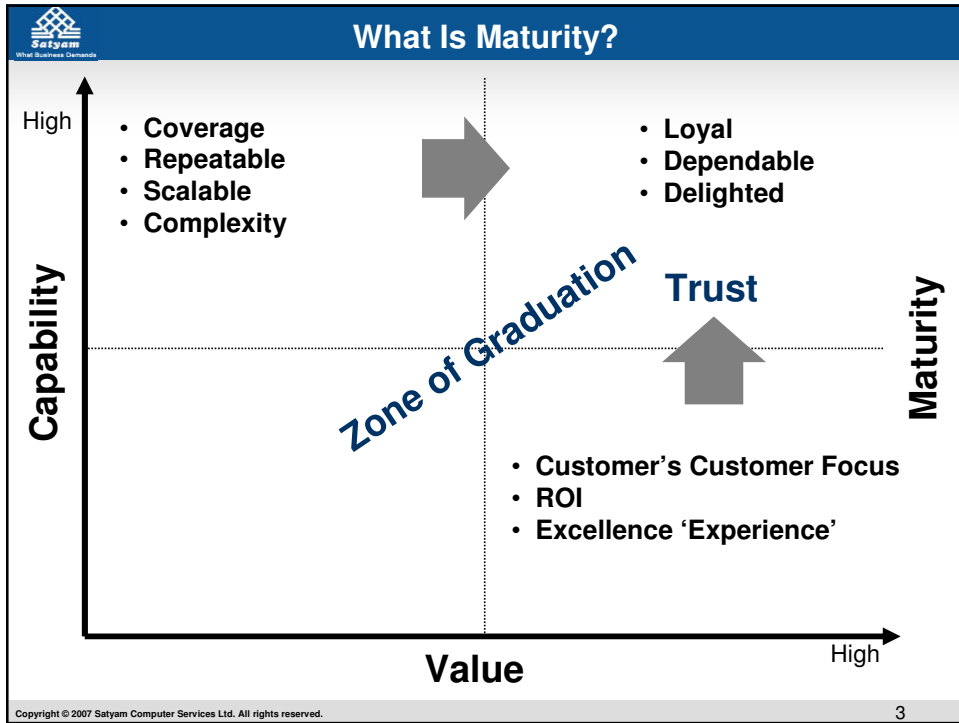 Satyam
What Business Demands
What Is Maturity?
High
• Coverage
• Repeatable
• Scalable
• Complexity
• Loyal
• Dependable
• Delighted
Trust
Zone of Graduation
Capability
Maturity
• Customer’s Customer Focus
• ROI
• Excellence ‘Experience’
Value
High
Copyright © 2007 Satyam Computer Services Ltd. All rights reserved.
3